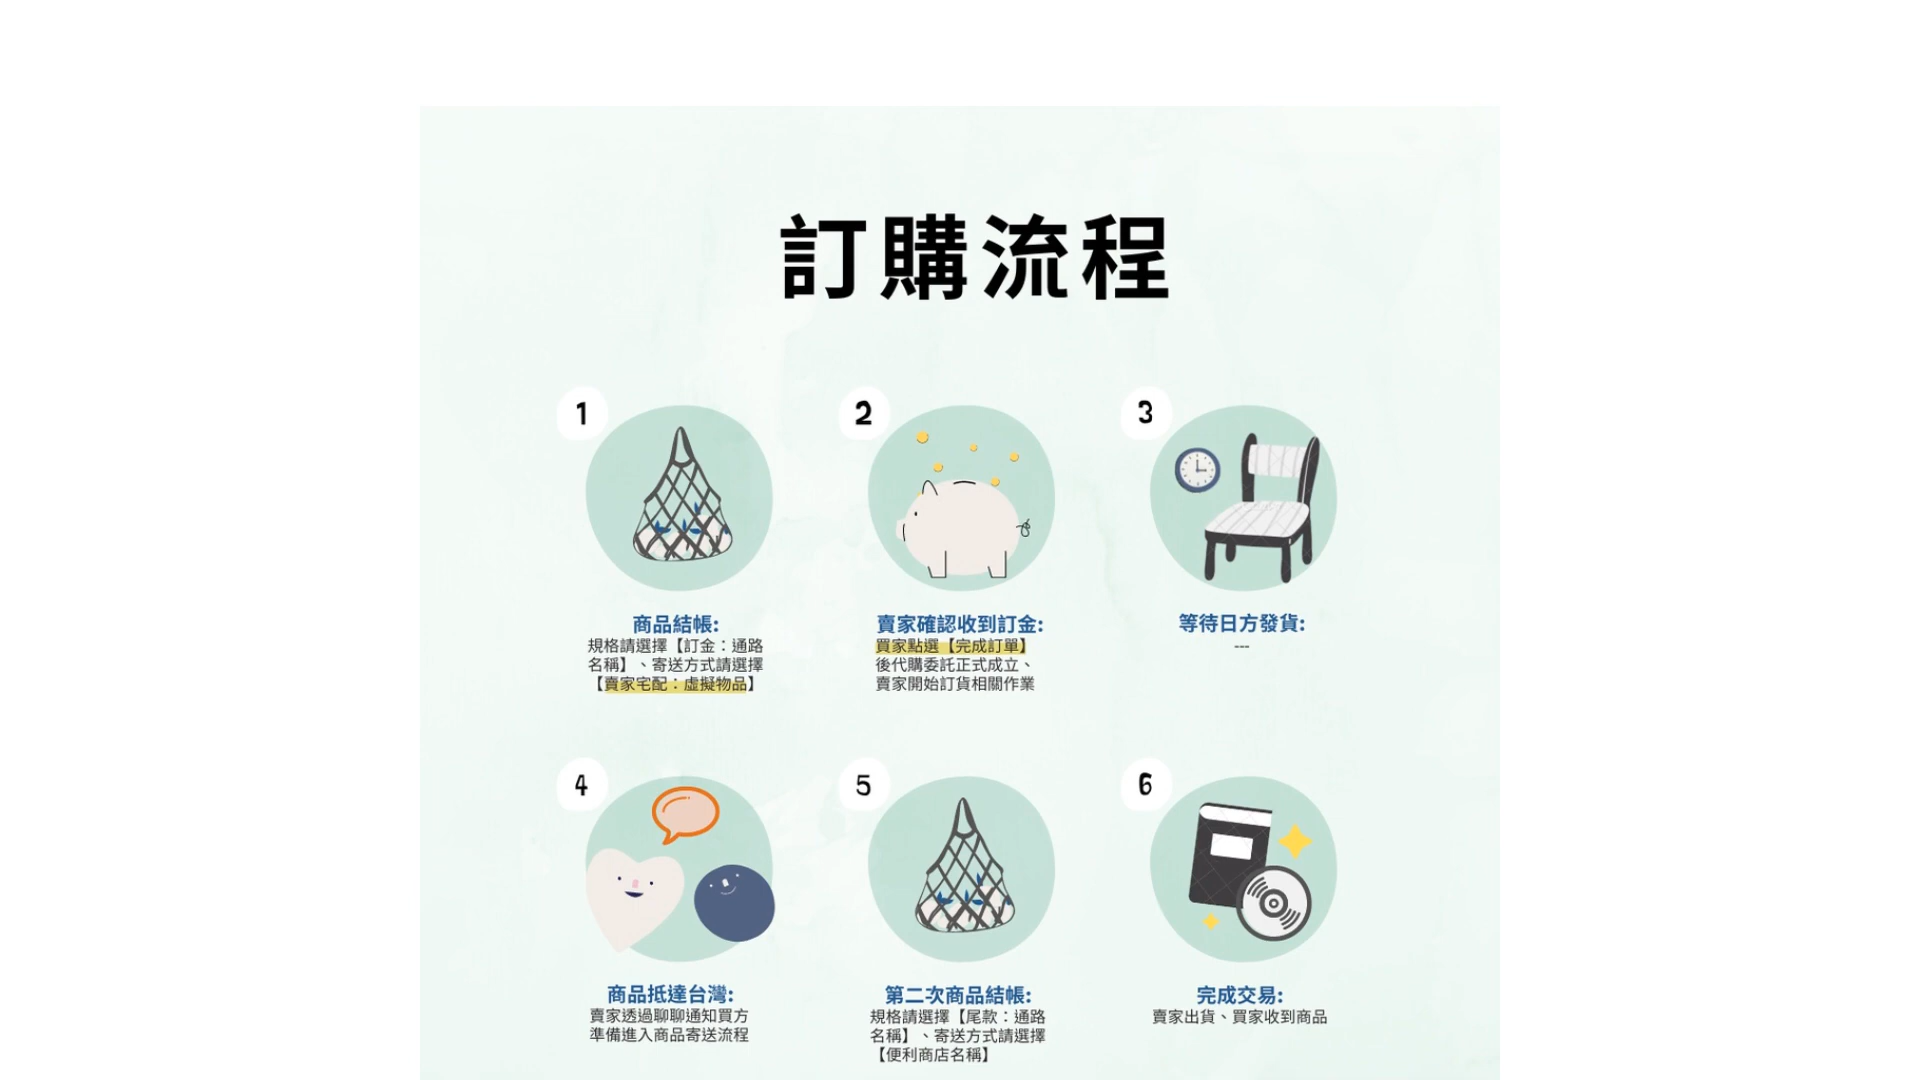 訂購流程
1
商品結帳:
規格請選擇【訂金：通路
名稱】、寄送方式請選擇
【賣家宅配：虛擬物品】
2
賣家確認收到訂金:
買家點選【完成訂單】
後代購委託正式成立、
賣家開始訂貨相關作業
3
等待日方發貨:
---
4
商品抵達台灣:
賣家透過聊聊通知買方
準備進入商品寄送流程
5
第二次商品結帳:
規格請選擇【尾款：通路
名稱】、寄送方式請選擇
【便利商店名稱】
6
完成交易:
賣家出貨、買家收到商品